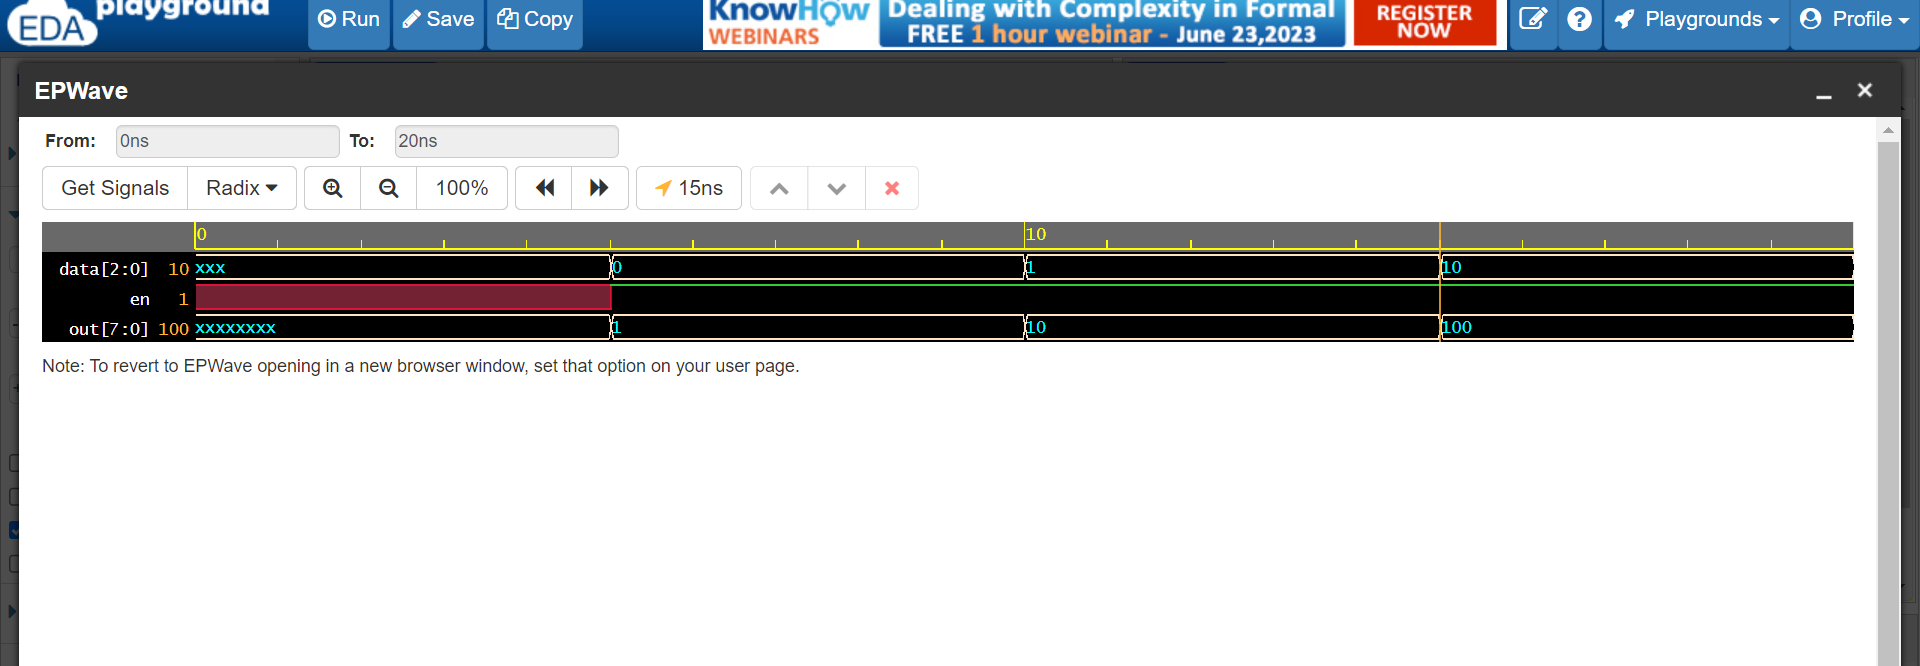 EDA playground
Run Save Copy
KnowHow WEBINARS
Dealing with Complexity in Formal
FREE 1 hour webinar - June 23,2023
REGISTER NOW
Playgrounds Profile
EPWave
From: 0ns To: 20ns
Get Signals Radix 100% 15ns
0 10
data[2:0] 10 xxx 0 1 10
en 1
out[7:0] 100 xxxxxxxx 1 10 100
Note: To revert to EPWave opening in a new browser window, set that option on your user page.